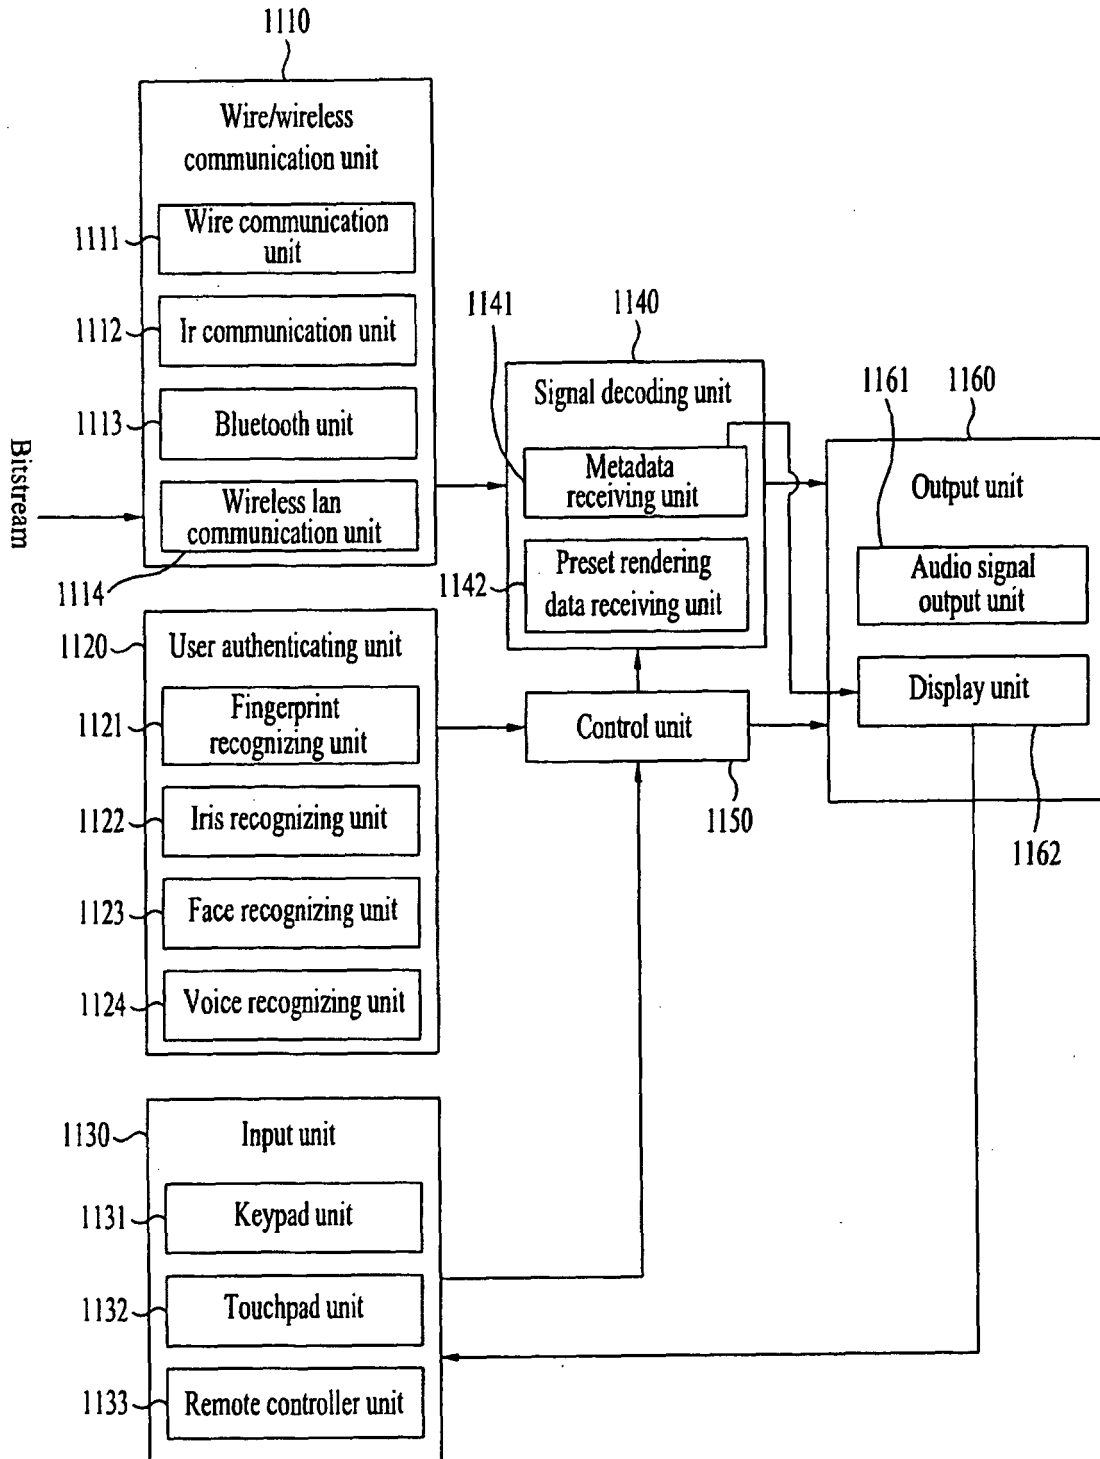 1110
Wire/wireless
communication unit
1111
Wire communication
unit
1112
Ir communication unit
1113
Bluetooth unit
Bitstream
Wireless lan
communication unit
1114
1141
1140
Signal decoding unit
Metadata
receiving unit
1142
Preset rendering
data receiving unit
1161
1160
Output unit
Audio signal
output unit
Display unit
1162
1120
User authenticating unit
1121
Fingerprint
recognizing unit
1122
Iris recognizing unit
1123
Face recognizing unit
1124
Voice recognizing unit
Control unit
1150
1130
Input unit
1131
Keypad unit
1132
Touchpad unit
1133
Remote controller unit